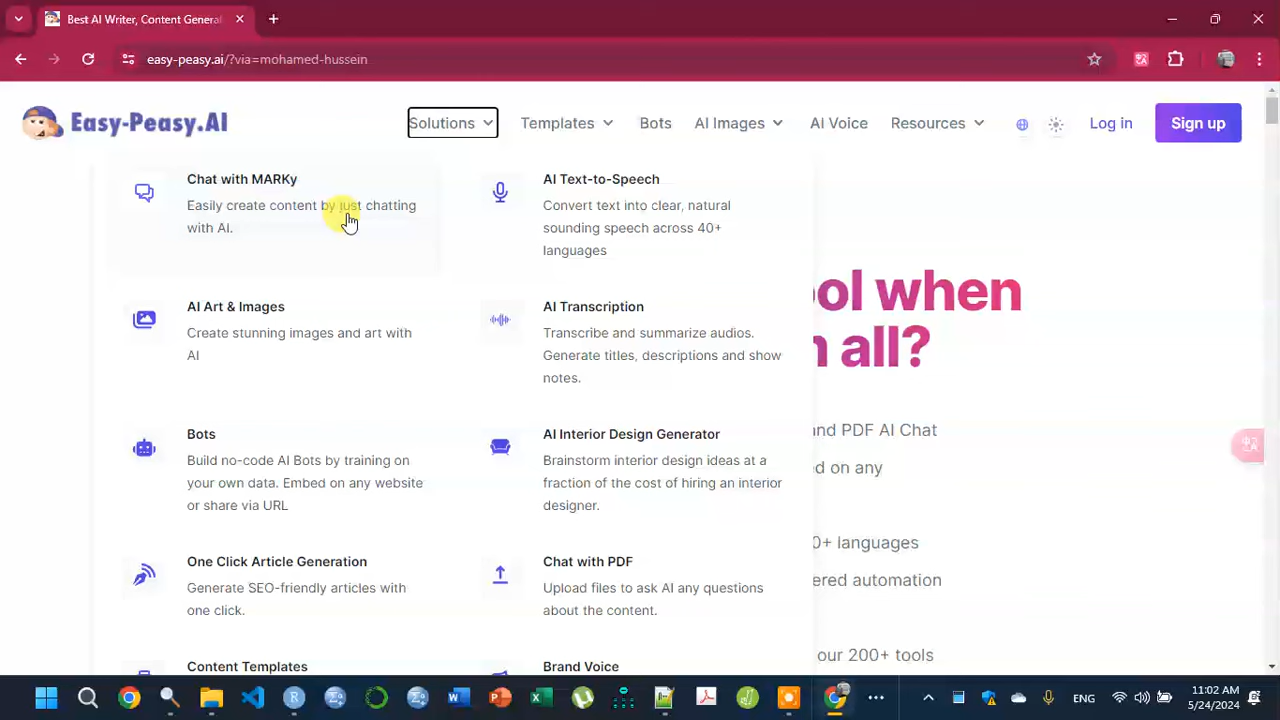 Best AI Writer, Content Genera
easy-peasy.ai/?via=mohamed-hussein
Easy-Peasy.AI
Solutions
Templates
Bots
AI Images
AI Voice
Resources
Log in
Sign up
Chat with MARKy
Easily create content by just chatting
with AI.
AI Text-to-Speech
Convert text into clear, natural
sounding speech across 40+
languages
AI Art & Images
Create stunning images and art with
AI
AI Transcription
Transcribe and summarize audios.
Generate titles, descriptions and show
notes.
Bots
Build no-code AI Bots by training on
your own data. Embed on any website
or share via URL
AI Interior Design Generator
Brainstorm interior design ideas at a
fraction of the cost of hiring an interior
designer.
One Click Article Generation
Generate SEO-friendly articles with
one click.
Chat with PDF
Upload files to ask AI any questions
about the content.
Content Templates
Brand Voice
ool when
n all?
and PDF AI Chat
d on any
0+ languages
ered automation
our 200+ tools
ENG
11:02 AM
5/24/2024